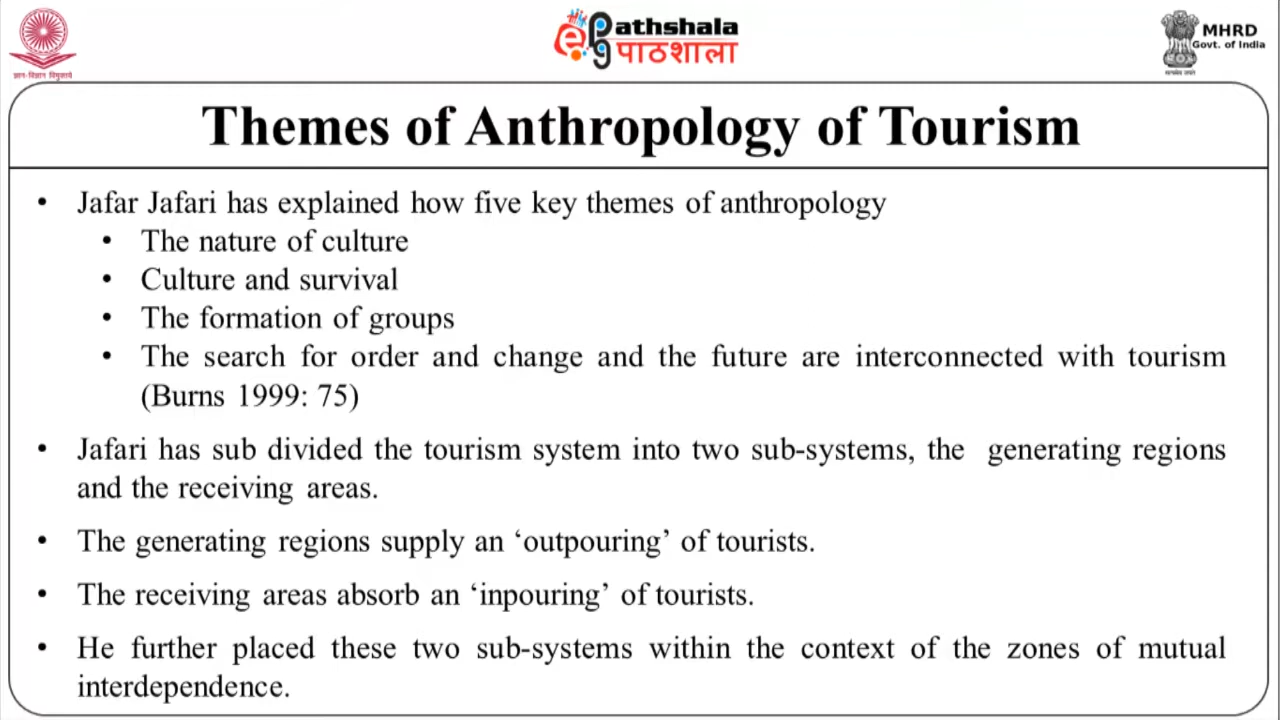 ज्ञान-विज्ञान विमुक्तये
ePathshala
पाठशाला
MHRD
Govt. of India
सत्यमेव जयते
Themes of Anthropology of Tourism
• Jafar Jafari has explained how five key themes of anthropology
• The nature of culture
• Culture and survival
• The formation of groups
• The search for order and change and the future are interconnected with tourism
(Burns 1999: 75)
• Jafari has sub divided the tourism system into two sub-systems, the generating regions
and the receiving areas.
• The generating regions supply an ‘outpouring’ of tourists.
• The receiving areas absorb an ‘inpouring’ of tourists.
• He further placed these two sub-systems within the context of the zones of mutual
interdependence.